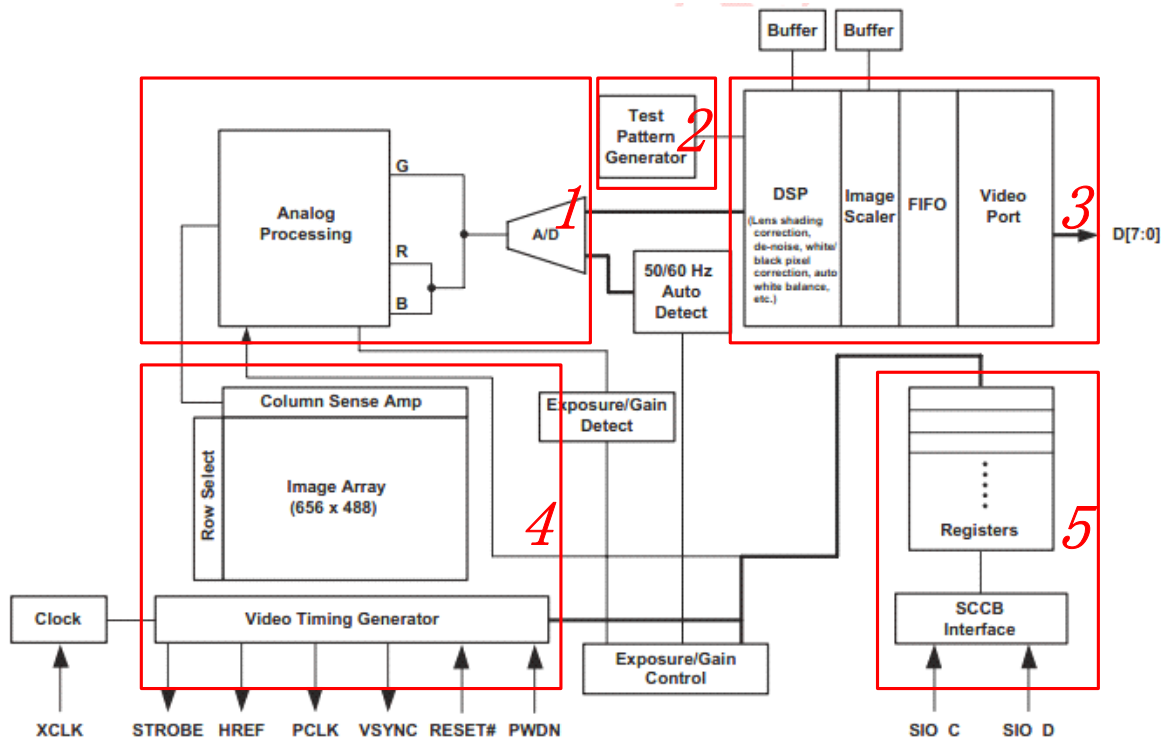 Buffer
Buffer
Test
Pattern
Generator
2
G
Analog
Processing
R
B
1
A/D
DSP
(Lens shading
correction,
de-noise, white/
black pixel
correction, auto
white balance,
etc.)
Image
Scaler
FIFO
Video
Port
3
D[7:0]
50/60 Hz
Auto
Detect
Column Sense Amp
Row Select
Image Array
(656 x 488)
4
Exposure/Gain
Detect
Registers
5
Clock
Video Timing Generator
Exposure/Gain
Control
SCCB
Interface
XCLK
STROBE
HREF
PCLK
VSYNC
RESET#
PWDN
SIO_C
SIO_D